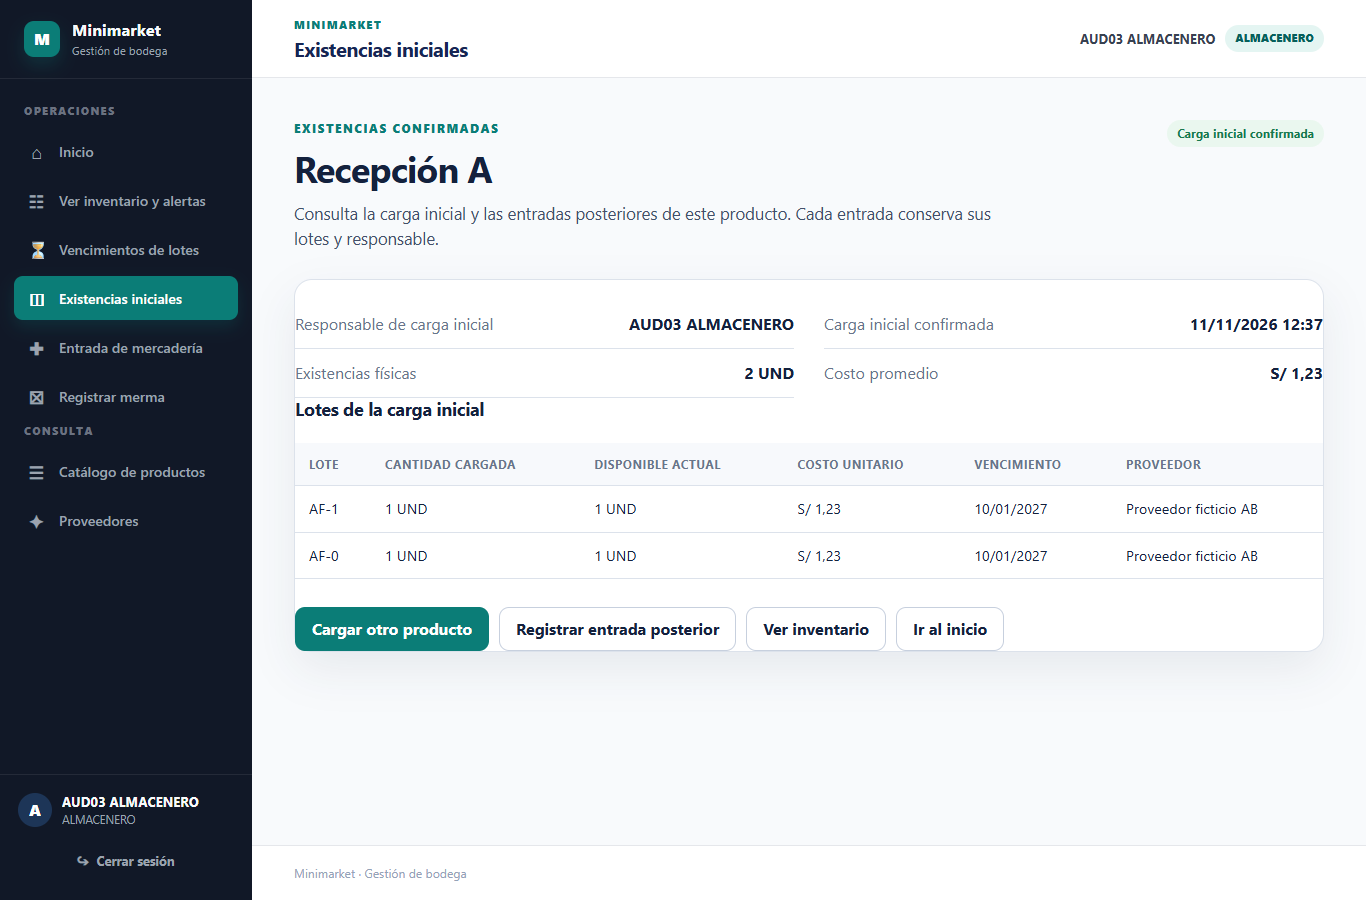 M
Minimarket
Gestión de bodega
OPERACIONES
Inicio
Ver inventario y alertas
Vencimientos de lotes
Existencias iniciales
Entrada de mercadería
Registrar merma
CONSULTA
Catálogo de productos
Proveedores
A
AUD03 ALMACENERO
ALMACENERO
Cerrar sesión
MINIMARKET
Existencias iniciales
AUD03 ALMACENERO
ALMACENERO
EXISTENCIAS CONFIRMADAS
Carga inicial confirmada
Recepción A
Consulta la carga inicial y las entradas posteriores de este producto. Cada entrada conserva sus
lotes y responsable.
Responsable de carga inicial AUD03 ALMACENERO
Carga inicial confirmada 11/11/2026 12:37
Existencias físicas 2 UND
Costo promedio S/ 1,23
Lotes de la carga inicial
LOTE CANTIDAD CARGADA DISPONIBLE ACTUAL COSTO UNITARIO VENCIMIENTO PROVEEDOR
AF-1 1 UND 1 UND S/ 1,23 10/01/2027 Proveedor ficticio AB
AF-0 1 UND 1 UND S/ 1,23 10/01/2027 Proveedor ficticio AB
Cargar otro producto
Registrar entrada posterior
Ver inventario
Ir al inicio
Minimarket · Gestión de bodega